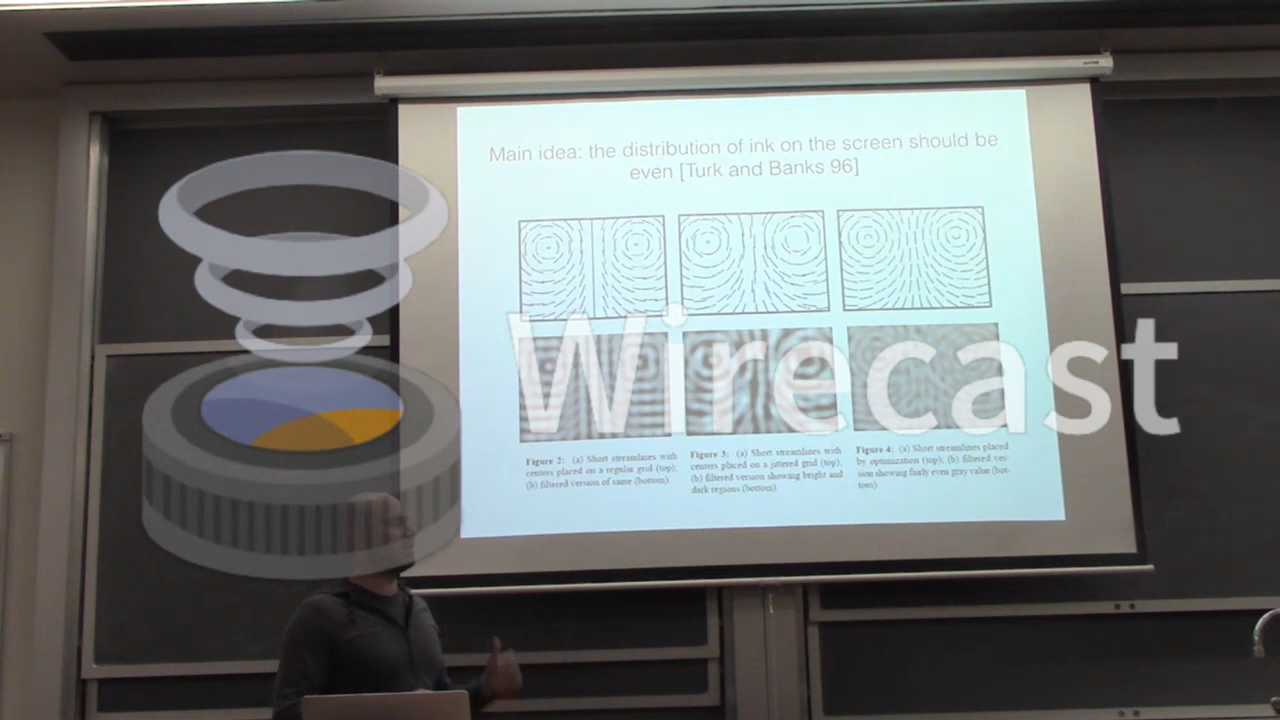 Main idea: the distribution of ink on the screen should be
even [Turk and Banks 96]
Wirecast
Figure 2: (a) Short streamlines with
centers placed on a regular grid (top);
(b) filtered version of same (bottom).
Figure 3: (a) Short streamlines with
centers placed on a jittered grid (top);
(b) filtered version showing bright and
dark regions (bottom).
Figure 4: (a) Short streamlines placed
by optimization (top); (b) filtered ver-
sion showing fairly even gray value (bot-
tom).